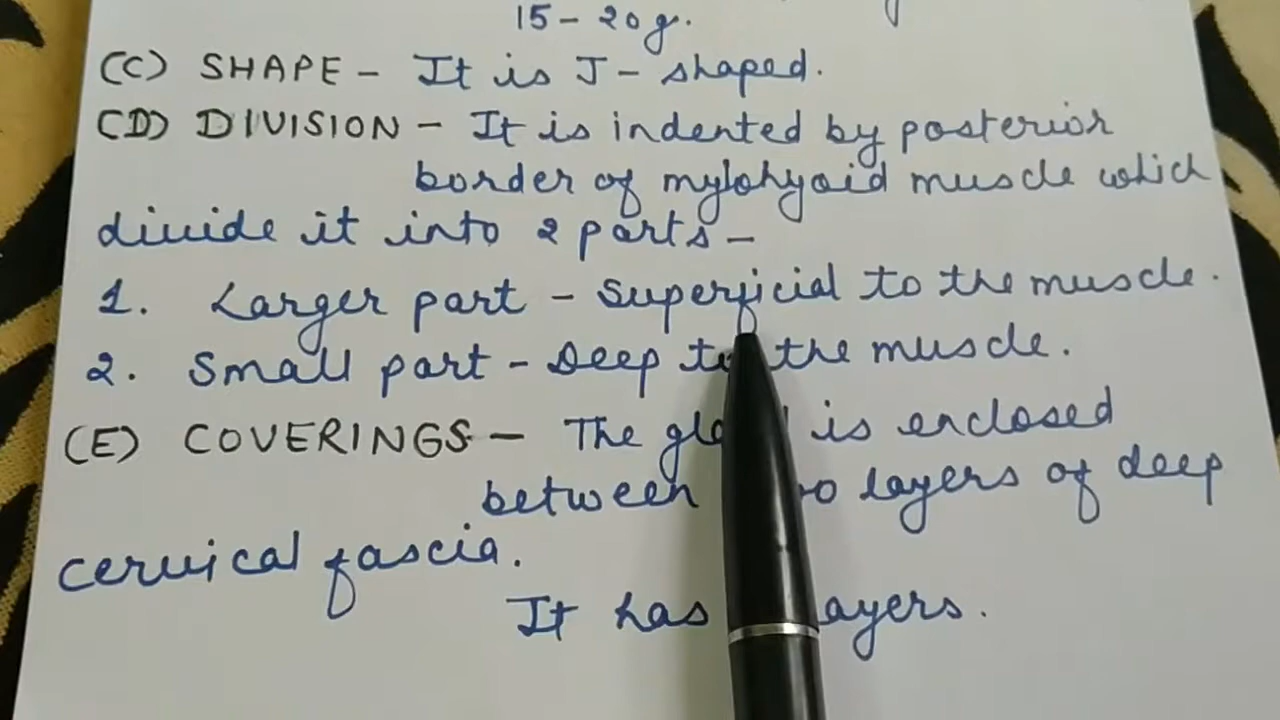 15-20g.
(C) SHAPE - It is J-shaped.
(D) DIVISION - It is indented by posterior
border of mylohyoid muscle which
divide it into 2 parts -
1. Larger part - Superficial to the muscle.
2. Small part - Deep to the muscle.
(E) COVERINGS - The is enclosed
between layers of deep
cervical fascia.
It has